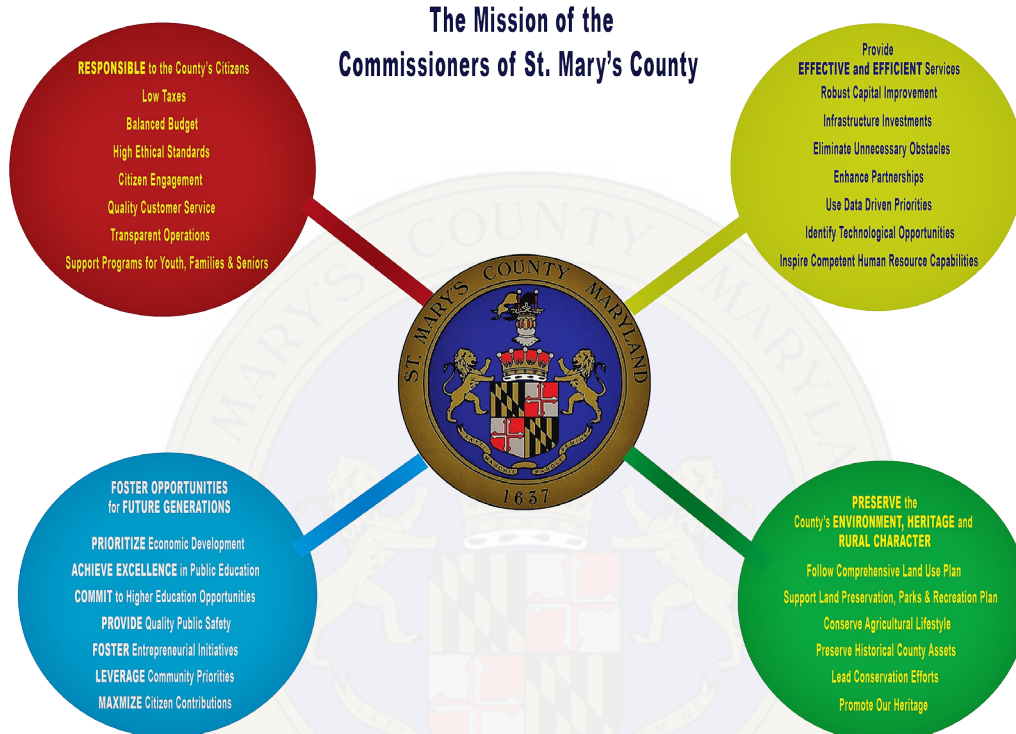 The Mission of the
Commissioners of St. Mary's County
RESPONSIBLE to the County's Citizens
Low Taxes
Balanced Budget
High Ethical Standards
Citizen Engagement
Quality Customer Service
Transparent Operations
Support Programs for Youth, Families & Seniors
Provide
EFFECTIVE and EFFICIENT Services
Robust Capital Improvement
Infrastructure Investments
Eliminate Unnecessary Obstacles
Enhance Partnerships
Use Data Driven Priorities
Identify Technological Opportunities
Inspire Competent Human Resource Capabilities
ST. MARY'S COUNTY MARYLAND
1637
FOSTER OPPORTUNITIES
for FUTURE GENERATIONS
PRIORITIZE Economic Development
ACHIEVE EXCELLENCE in Public Education
COMMIT to Higher Education Opportunities
PROVIDE Quality Public Safety
FOSTER Entrepreneurial Initiatives
LEVERAGE Community Priorities
MAXMIZE Citizen Contributions
PRESERVE the
County's ENVIRONMENT, HERITAGE and
RURAL CHARACTER
Follow Comprehensive Land Use Plan
Support Land Preservation, Parks & Recreation Plan
Conserve Agricultural Lifestyle
Preserve Historical County Assets
Lead Conservation Efforts
Promote Our Heritage
MARY'S COUNTY MARYLA